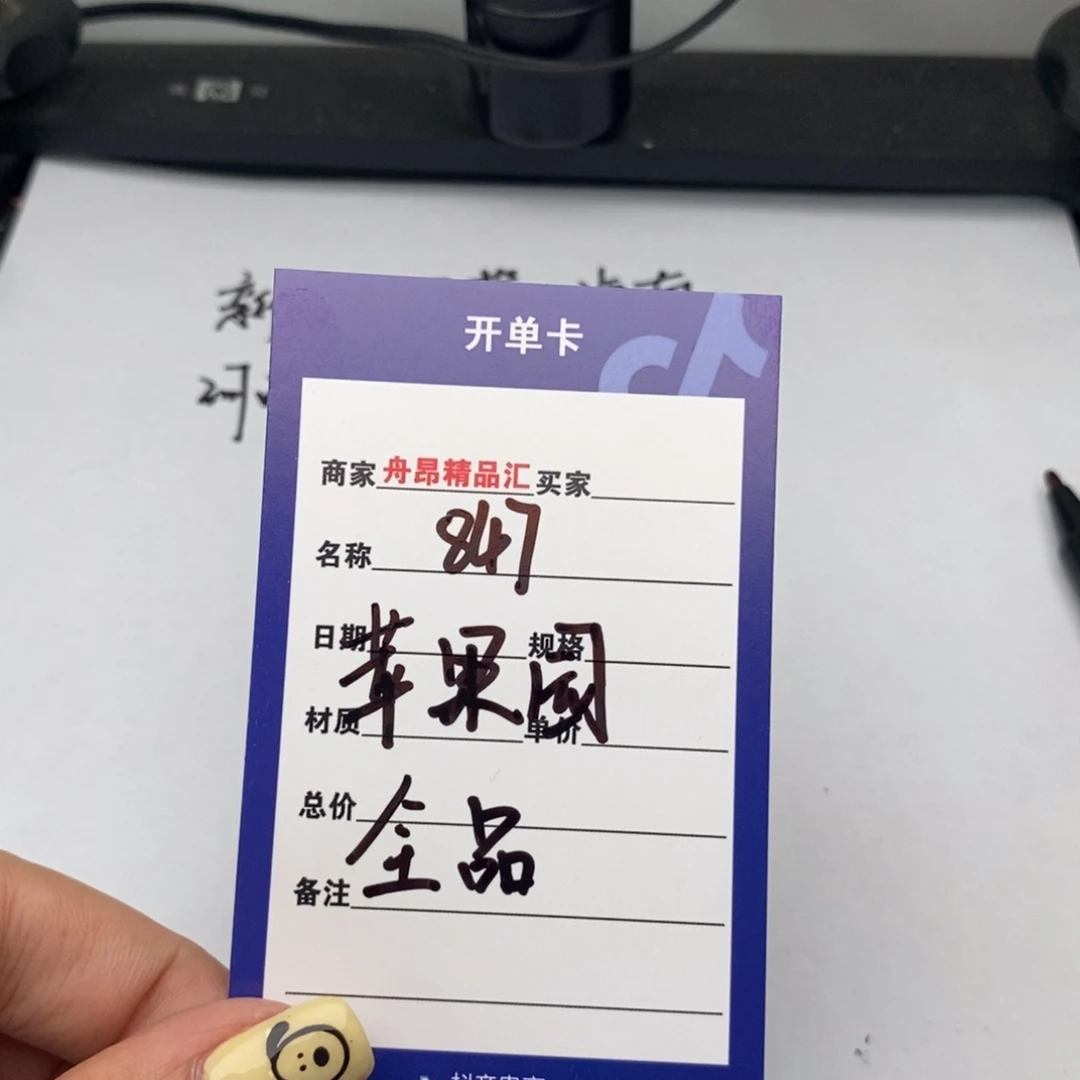 新
开单卡
商家 舟昂精品汇 买家
名称 847
日期 规格
苹果园
材质 单价
总价
全品
备注